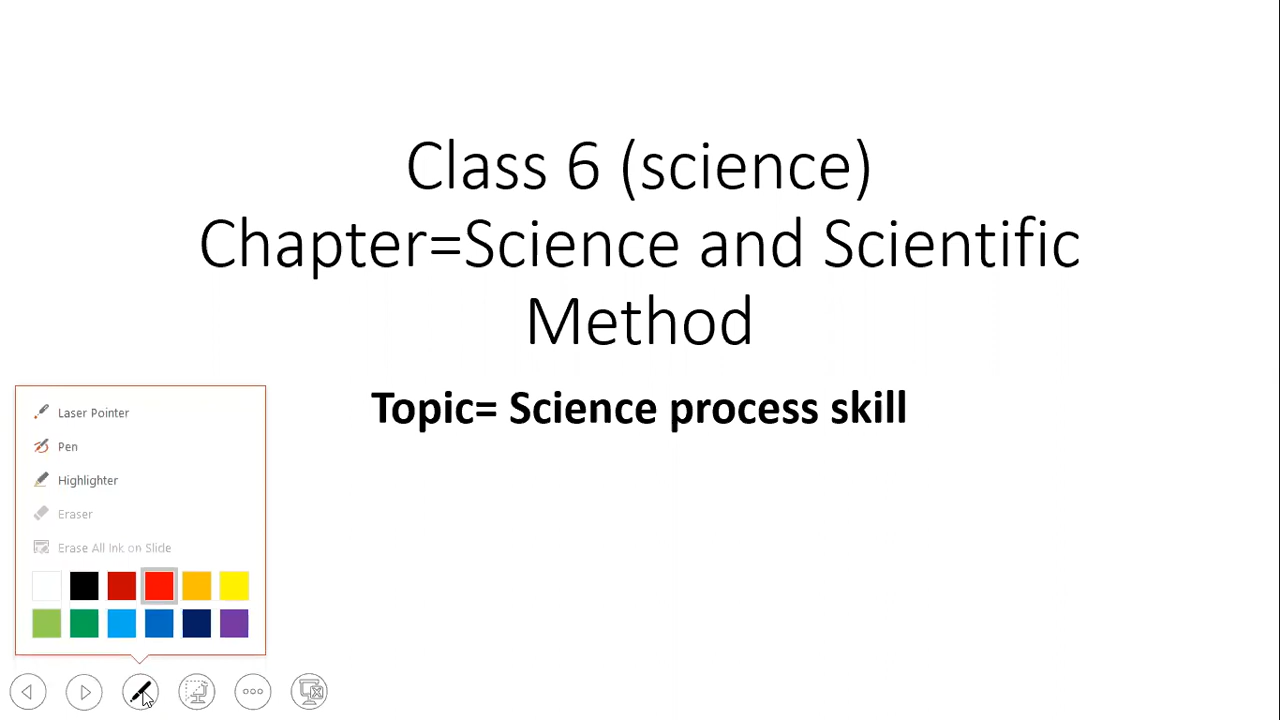 Class 6 (science)
Chapter=Science and Scientific
Method
Topic= Science process skill
Laser Pointer
Pen
Highlighter
Eraser
Erase All Ink on Slide